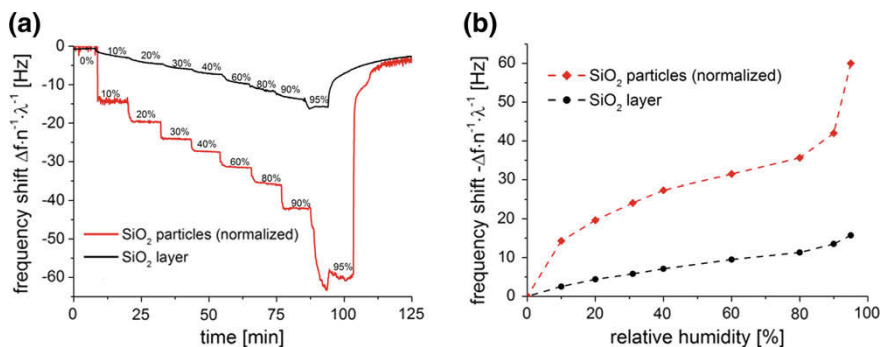 (a)
0
-10
-20
-30
-40
-50
-60
frequency shift Δf·n⁻¹·λ⁻¹ [Hz]
0%
10%
20%
30%
40%
60%
80%
90%
95%
10%
20%
30%
40%
60%
80%
90%
95%
SiO₂ particles (normalized)
SiO₂ layer
0 25 50 75 100 125
time [min]
(b)
70
60
50
40
30
20
10
0
frequency shift -Δf·n⁻¹·λ⁻¹ [Hz]
SiO₂ particles (normalized)
SiO₂ layer
0 20 40 60 80 100
relative humidity [%]